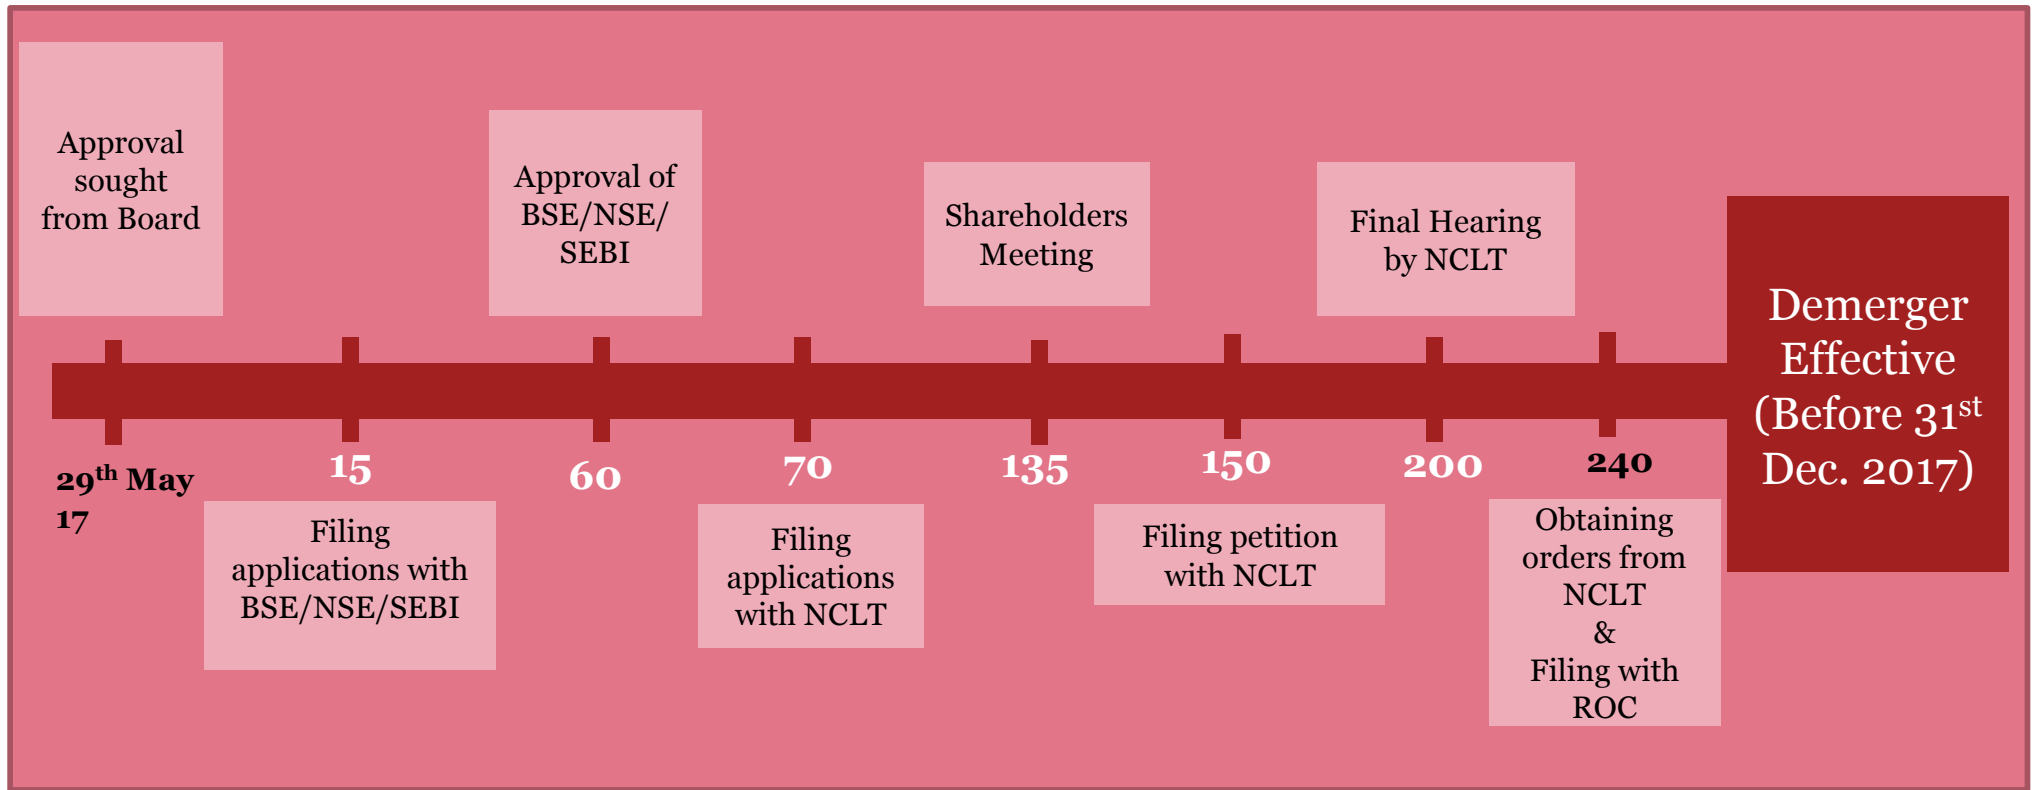 Approval
sought
from Board
Approval of
BSE/NSE/
SEBI
Shareholders
Meeting
Final Hearing
by NCLT
Demerger
Effective
(Before 31st
Dec. 2017)
29th May
17
15
60
70
135
150
200
240
Filing
applications with
BSE/NSE/SEBI
Filing
applications
with NCLT
Filing petition
with NCLT
Obtaining
orders from
NCLT
&
Filing with
ROC